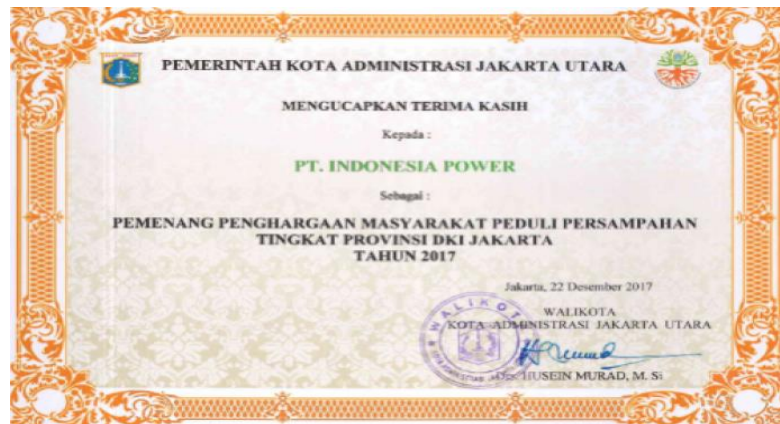 PEMERINTAH KOTA ADMINISTRASI JAKARTA UTARA
MENGUCAPKAN TERIMA KASIH
Kepada :
PT. INDONESIA POWER
Sebagai :
PEMENANG PENGHARGAAN MASYARAKAT PEDULI PERSAMPAHAN
TINGKAT PROVINSI DKI JAKARTA
TAHUN 2017
Jakarta, 22 Desember 2017
WALIKOTA
KOTA ADMINISTRASI JAKARTA UTARA
WALIKOTA
HUSEIN MURAD, M. Si